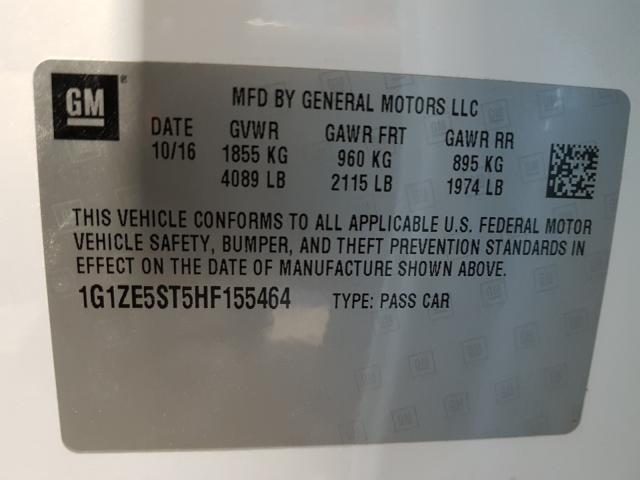 GM
MFD BY GENERAL MOTORS LLC
DATE GVWR GAWR FRT GAWR RR
10/16 1855 KG 960 KG 895 KG
4089 LB 2115 LB 1974 LB
THIS VEHICLE CONFORMS TO ALL APPLICABLE U.S. FEDERAL MOTOR
VEHICLE SAFETY, BUMPER, AND THEFT PREVENTION STANDARDS IN
EFFECT ON THE DATE OF MANUFACTURE SHOWN ABOVE.
1G1ZE5ST5HF155464 TYPE: PASS CAR